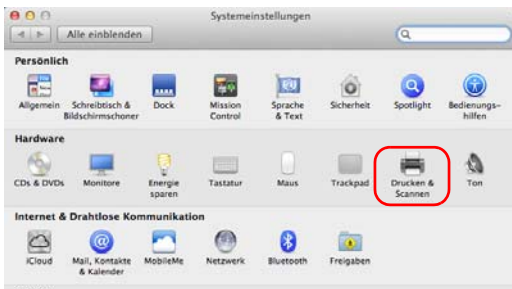 Systemeinstellungen
Alle einblenden
Persönlich
Allgemein
Schreibtisch &
Bildschirmschoner
Dock
Mission
Control
Sprache
& Text
Sicherheit
Spotlight
Bedienungs-
hilfen
Hardware
CDs & DVDs
Monitore
Energie
sparen
Tastatur
Maus
Trackpad
Drucken &
Scannen
Ton
Internet & Drahtlose Kommunikation
iCloud
Mail, Kontakte
& Kalender
MobileMe
Netzwerk
Bluetooth
Freigaben